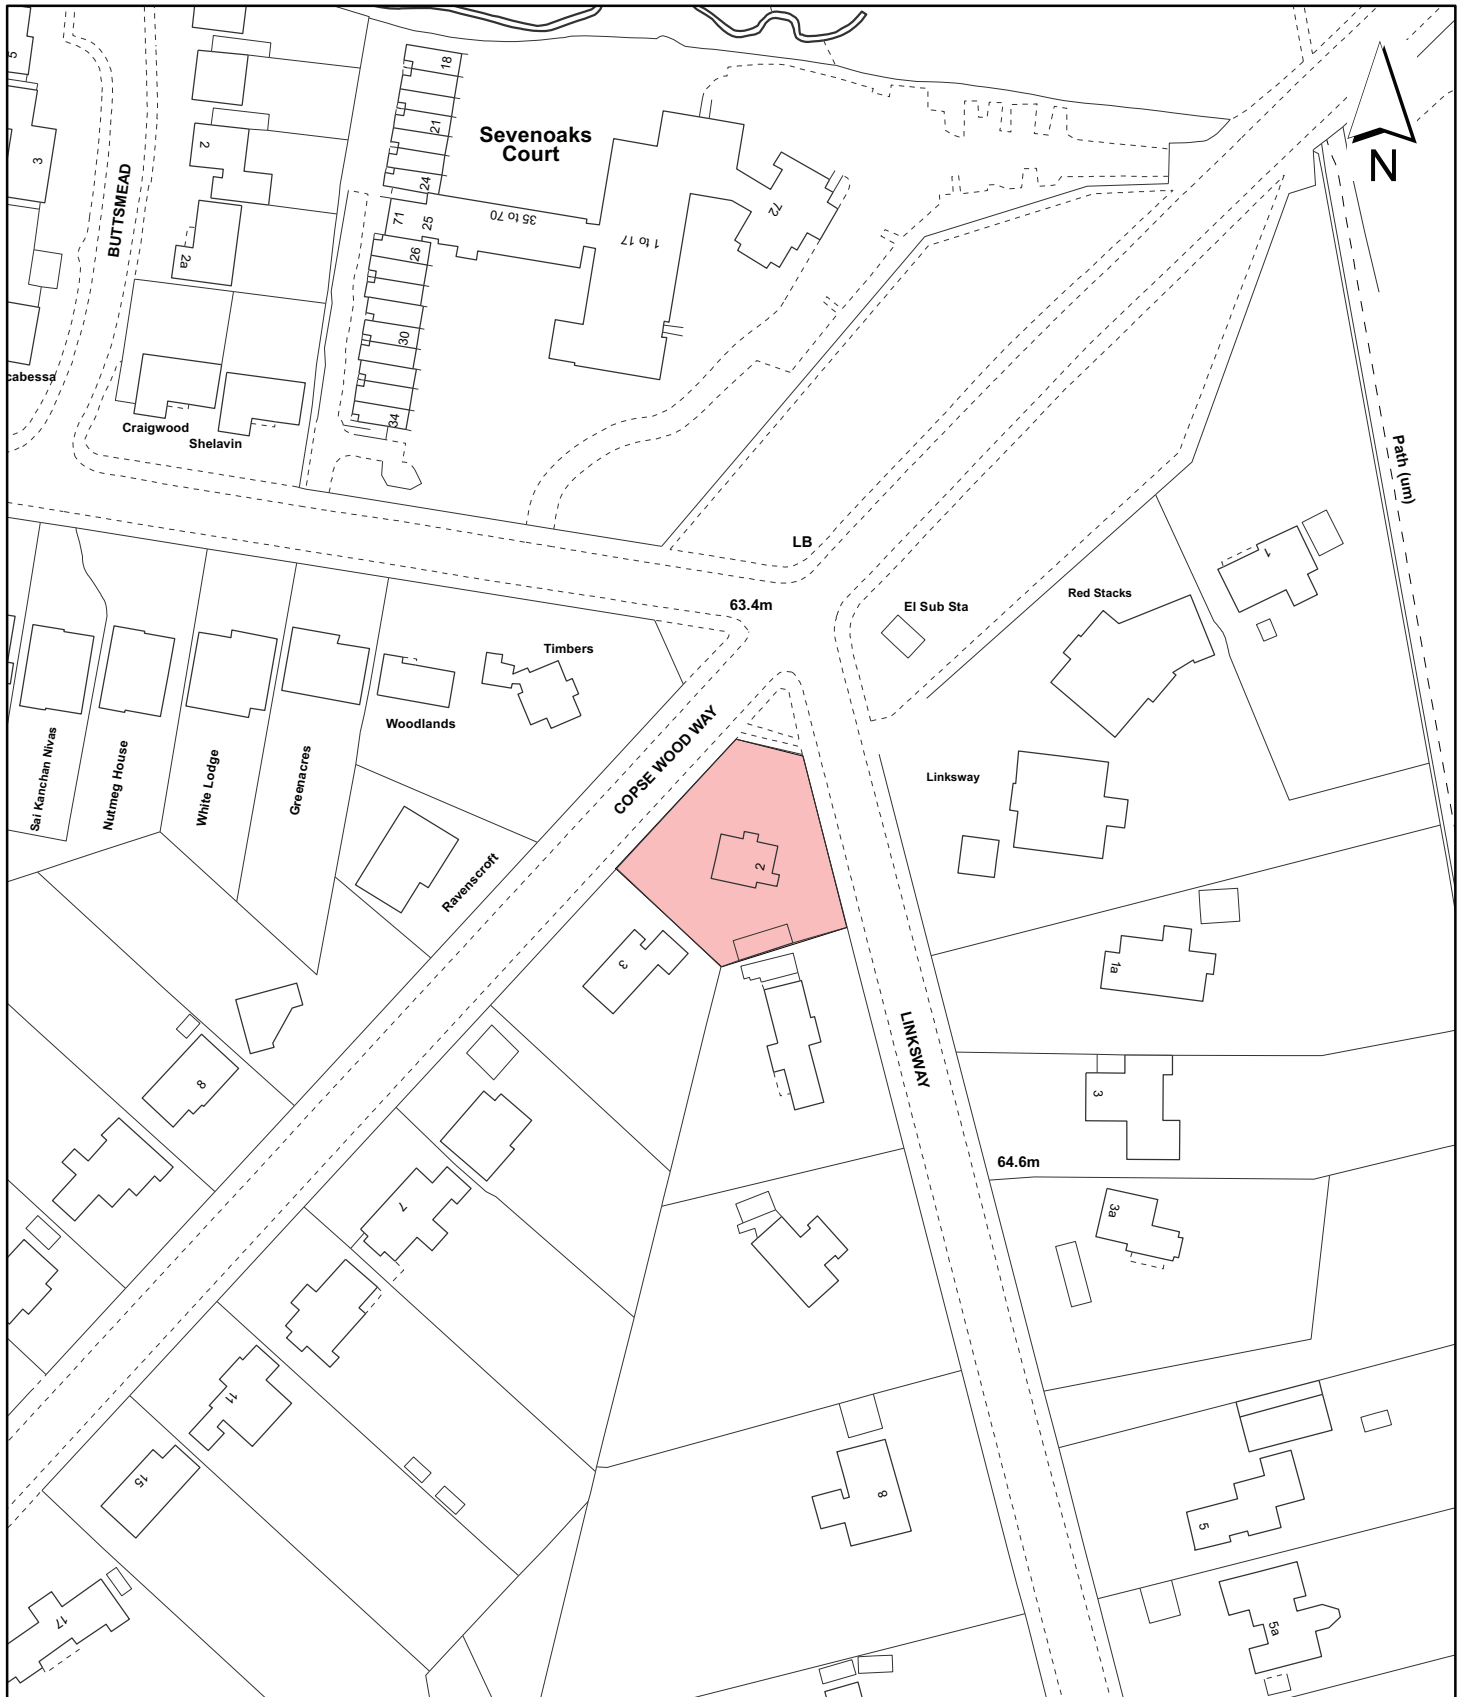 5
18
Sevenoaks
Court
21
N
3
2
24
BUTTSMEAD
71
25
35 to 70
72
1 to 17
26
2a
30
cabessa
34
Craigwood
Shelavin
Path (um)
LB
1
63.4m
El Sub Sta
Red Stacks
Timbers
Woodlands
COPSE WOOD WAY
Sai Kanchan Nivas
Nutmeg House
White Lodge
Greenacres
Linksway
2
Ravenscroft
3
1a
LINKSWAY
8
3
64.6m
7
3a
11
15
8
5
17
5a